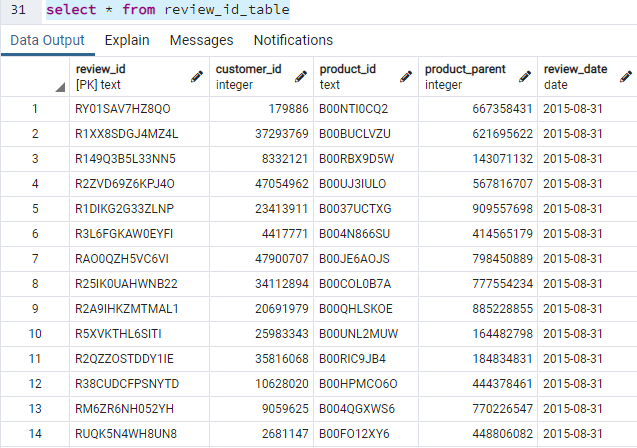 31 select * from review_id_table
Data Output Explain Messages Notifications
review_id customer_id product_id product_parent review_date
[PK] text integer text integer date
1 RY01SAV7HZ8QO 179886 B00NTI0CQ2 667358431 2015-08-31
2 R1XX8SDGJ4MZ4L 37293769 B00BUCLVZU 621695622 2015-08-31
3 R149Q3B5L33NN5 8332121 B00RBX9D5W 143071132 2015-08-31
4 R2ZVD69Z6KPJ4O 47054962 B00UJ3IULO 567816707 2015-08-31
5 R1DIKG2G33ZLNP 23413911 B0037UCTXG 909557698 2015-08-31
6 R3L6FGKAW0EYFI 4417771 B004N866SU 414565179 2015-08-31
7 RAO0QZH5VC6VI 47900707 B00JE6AOJS 798450889 2015-08-31
8 R25IK0UAHWNB22 34112894 B00COL0B7A 777554234 2015-08-31
9 R2A9IHKZMTMAL1 20691979 B00QHLSKOE 885228855 2015-08-31
10 R5XVKTHL6SITI 25983343 B00UNL2MUW 164482798 2015-08-31
11 R2QZZOSTDDY1IE 35816068 B00RIC9JB4 184834831 2015-08-31
12 R38CUDCFPSNYTD 10628020 B00HPMCO6O 444378461 2015-08-31
13 RM6ZR6NH052YH 9059625 B004QGXWS6 770226547 2015-08-31
14 RUQK5N4WH8UN8 2681147 B00FO12XY6 448806082 2015-08-31